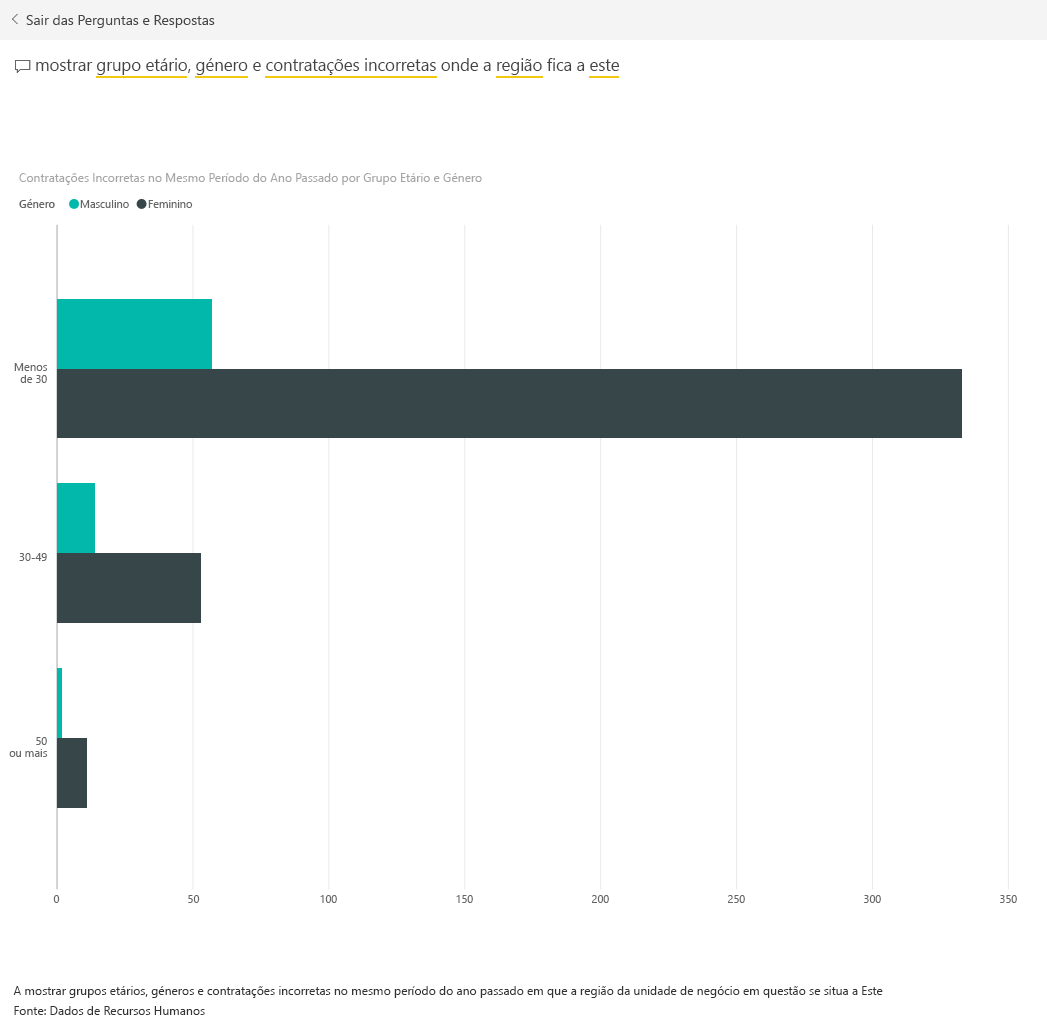 Sair das Perguntas e Respostas
mostrar grupo etário, género e contratações incorretas onde a região fica a este
Contratações Incorretas no Mesmo Período do Ano Passado por Grupo Etário e Género
Género Masculino Feminino
Menos
de 30
30-49
50
ou mais
0 50 100 150 200 250 300 350
A mostrar grupos etários, géneros e contratações incorretas no mesmo período do ano passado em que a região da unidade de negócio em questão se situa a Este
Fonte: Dados de Recursos Humanos